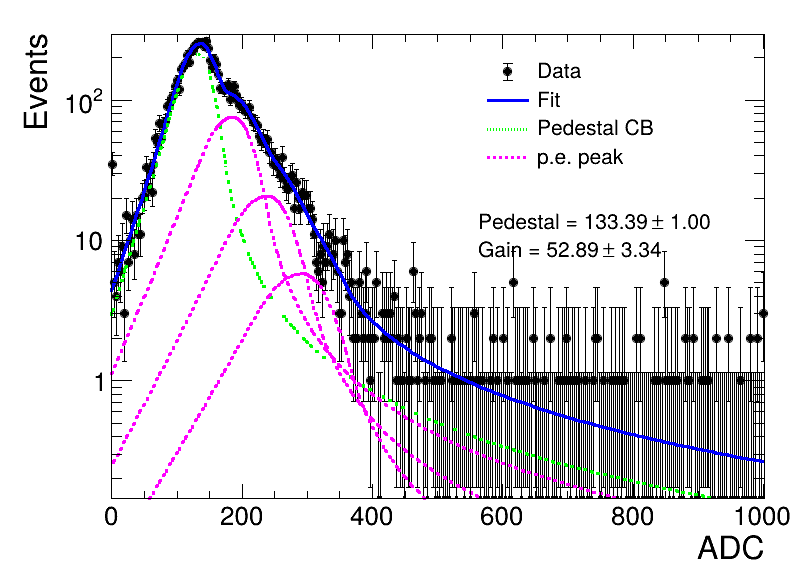 Events
10²
10
1
Data
Fit
Pedestal CB
p.e. peak
Pedestal = 133.39 ± 1.00
Gain = 52.89 ± 3.34
0 200 400 600 800 1000
ADC